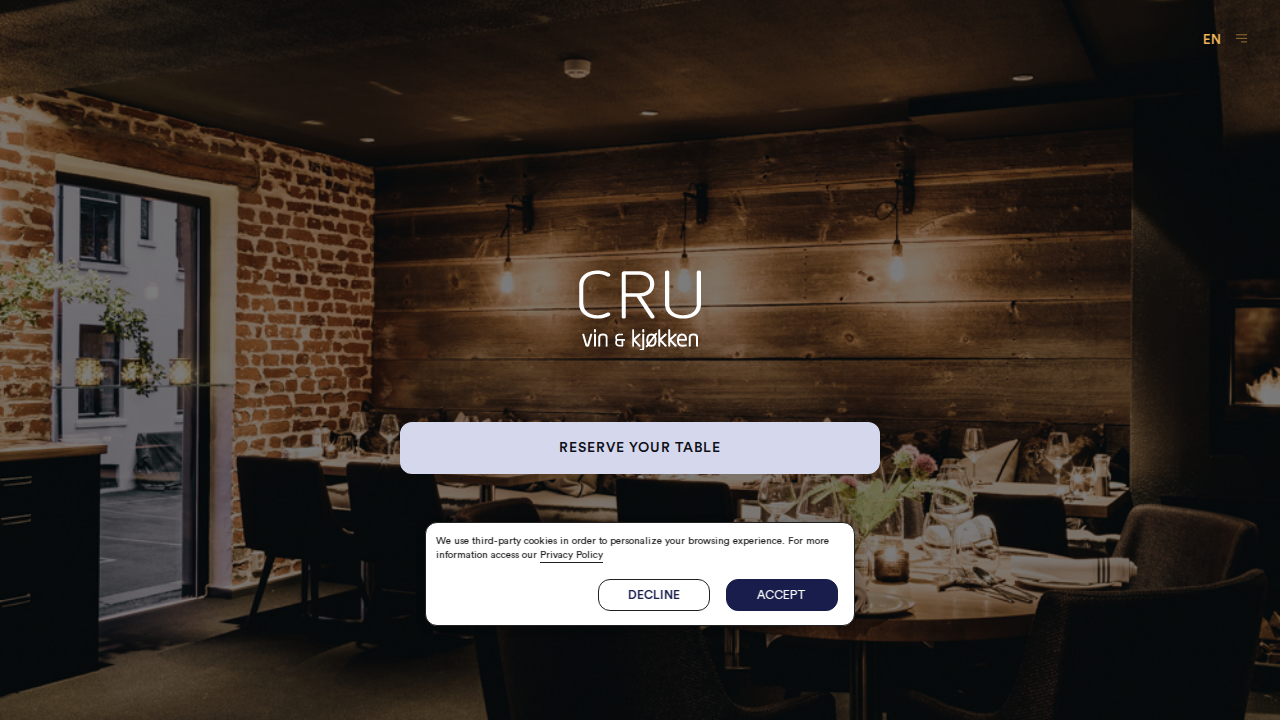 EN
CRU
vin & kjøkken
RESERVE YOUR TABLE
We use third-party cookies in order to personalize your browsing experience. For more
information access our Privacy Policy
DECLINE
ACCEPT